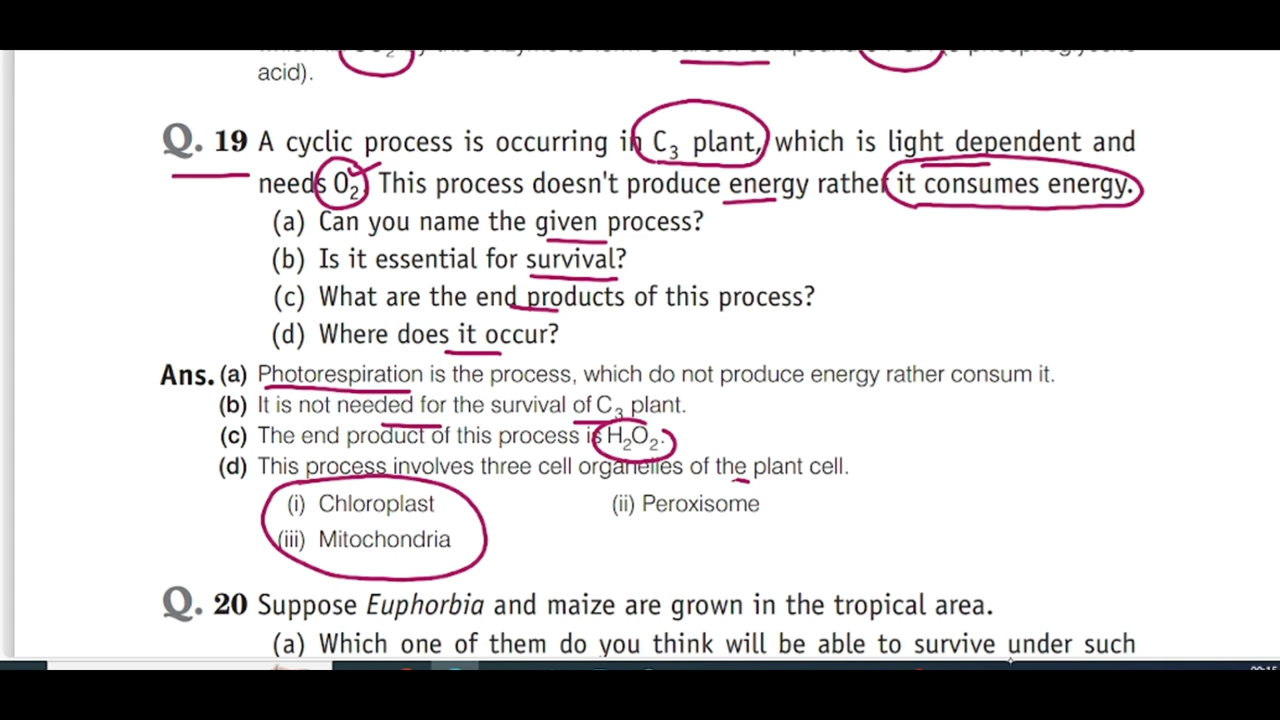 acid).
Q. 19 A cyclic process is occurring in C₃ plant, which is light dependent and
needs O₂. This process doesn't produce energy rather it consumes energy.
(a) Can you name the given process?
(b) Is it essential for survival?
(c) What are the end products of this process?
(d) Where does it occur?
Ans. (a) Photorespiration is the process, which do not produce energy rather consum it.
(b) It is not needed for the survival of C₃ plant.
(c) The end product of this process is H₂O₂.
(d) This process involves three cell organelles of the plant cell.
(i) Chloroplast (ii) Peroxisome
(iii) Mitochondria
Q. 20 Suppose Euphorbia and maize are grown in the tropical area.
(a) Which one of them do you think will be able to survive under such